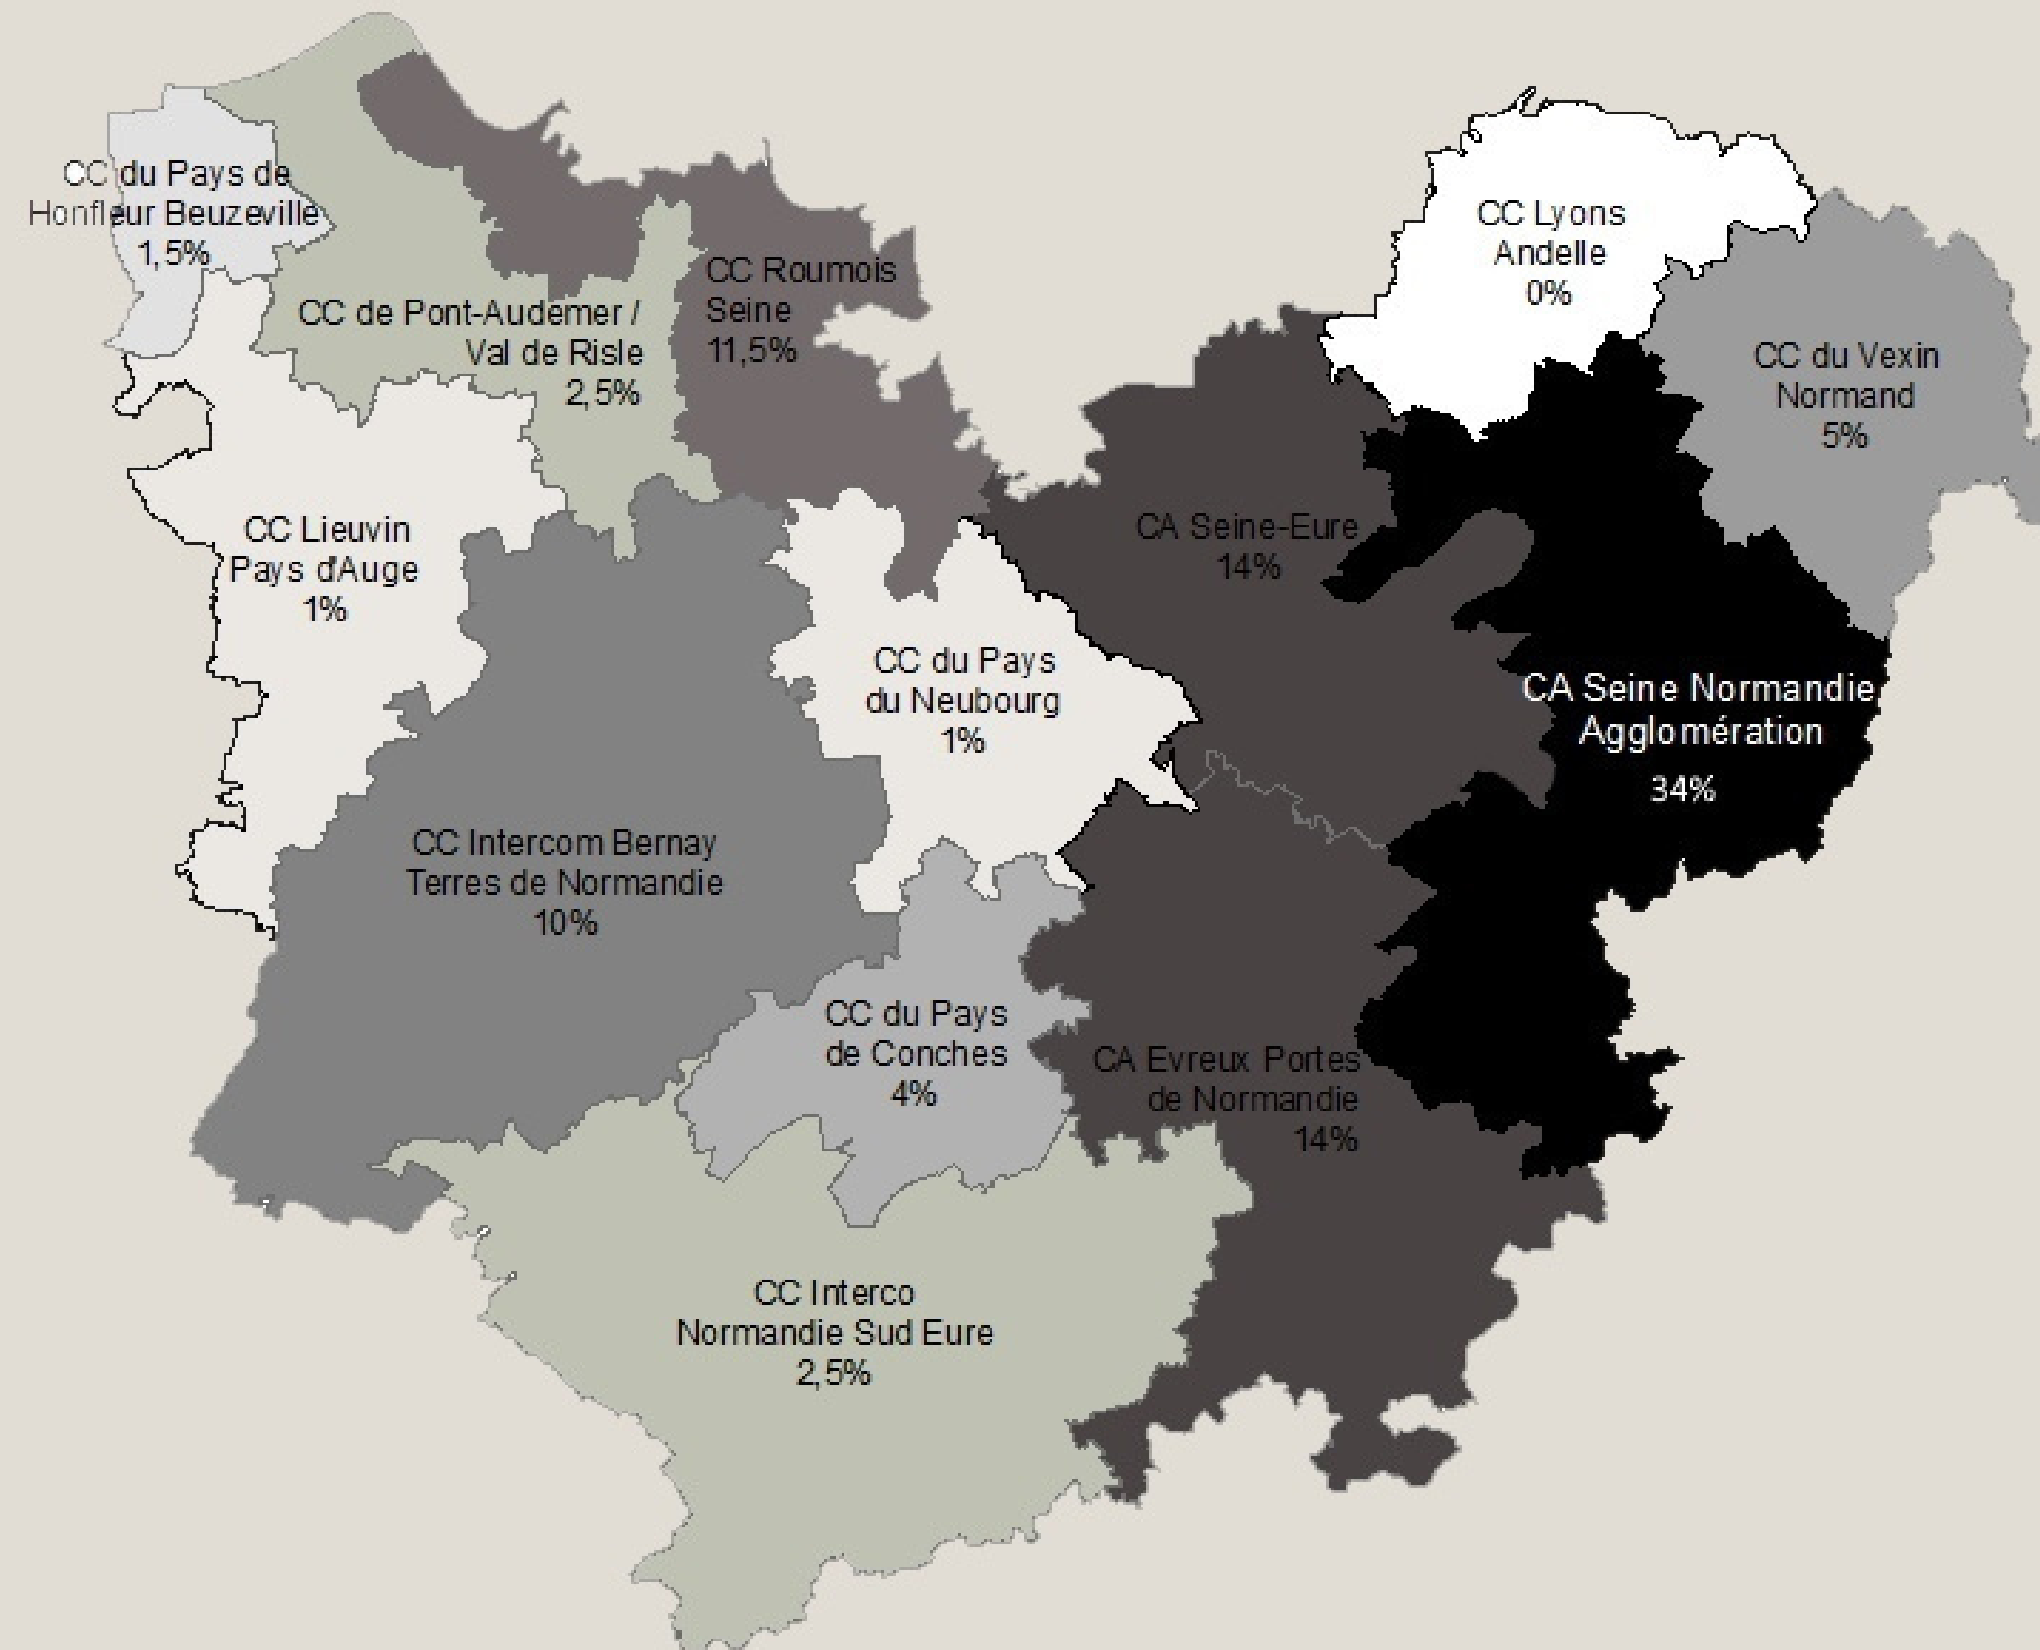 CC du Pays de
Honfleur Beuzeville
1,5%
CC de Pont-Audemer /
Val de Risle
2,5%
CC Roumois
Seine
11,5%
CC Lyons
Andelle
0%
CC du Vexin
Normand
5%
CC Lieuvin
Pays d'Auge
1%
CA Seine-Eure
14%
CC du Pays
du Neubourg
1%
CA Seine Normandie
Agglomération
34%
CC Intercom Bernay
Terres de Normandie
10%
CC du Pays
de Conches
4%
CA Evreux Portes
de Normandie
14%
CC Interco
Normandie Sud Eure
2,5%